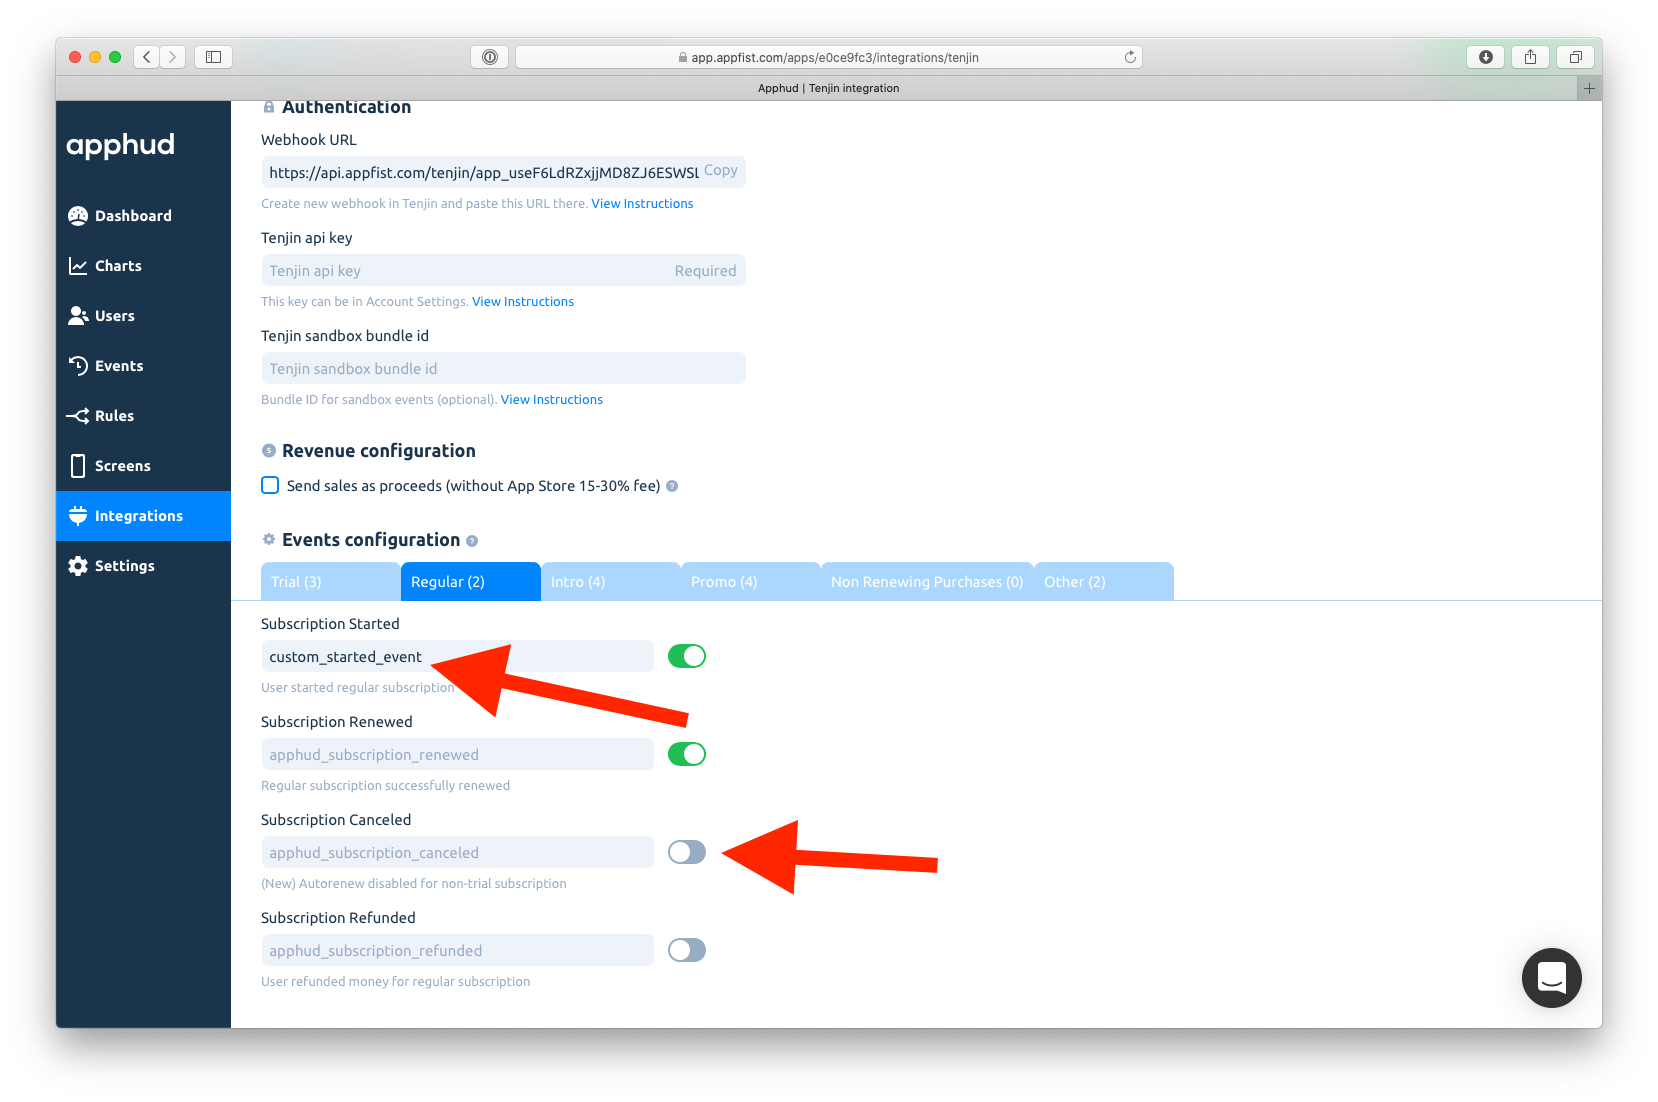 app.appfist.com/apps/e0ce9fc3/integrations/tenjin
Apphud | Tenjin integration
apphud
Dashboard
Charts
Users
Events
Rules
Screens
Integrations
Settings
Authentication
Webhook URL
https://api.appfist.com/tenjin/app_useF6LdRZxjjMD8ZJ6ESWSL Copy
Create new webhook in Tenjin and paste this URL there. View Instructions
Tenjin api key
Tenjin api key Required
This key can be in Account Settings. View Instructions
Tenjin sandbox bundle id
Tenjin sandbox bundle id
Bundle ID for sandbox events (optional). View Instructions
Revenue configuration
Send sales as proceeds (without App Store 15-30% fee) ?
Events configuration ?
Trial (3) Regular (2) Intro (4) Promo (4) Non Renewing Purchases (0) Other (2)
Subscription Started
custom_started_event
User started regular subscription
Subscription Renewed
apphud_subscription_renewed
Regular subscription successfully renewed
Subscription Canceled
apphud_subscription_canceled
(New) Autorenew disabled for non-trial subscription
Subscription Refunded
apphud_subscription_refunded
User refunded money for regular subscription